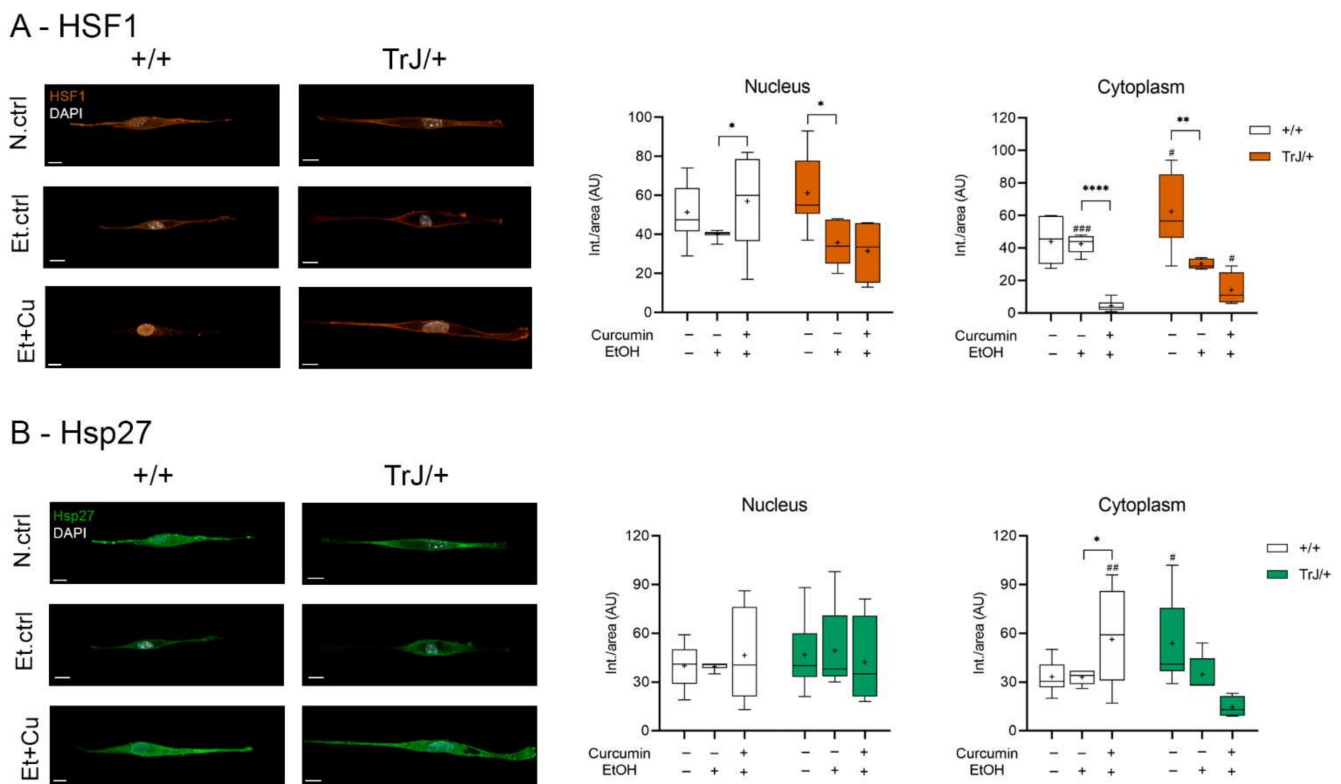 A - HSF1
+/+
TrJ/+
N.ctrl
HSF1
DAPI
Et.ctrl
Et+Cu
Nucleus
Int./area (AU)
100
80
60
40
20
0
*
*
Curcumin − − + − − +
EtOH − + + − + +
Cytoplasm
Int./area (AU)
120
100
80
60
40
20
0
###
****
#
**
#
Curcumin − − + − − +
EtOH − + + − + +
+/+
TrJ/+
B - Hsp27
+/+
TrJ/+
N.ctrl
Hsp27
DAPI
Et.ctrl
Et+Cu
Nucleus
Int./area (AU)
120
90
60
30
0
Curcumin − − + − − +
EtOH − + + − + +
Cytoplasm
Int./area (AU)
120
90
60
30
0
*
##
#
Curcumin − − + − − +
EtOH − + + − + +
+/+
TrJ/+